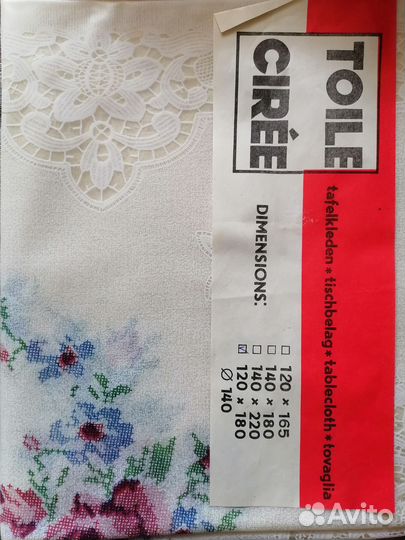 TOILE
CIRÉE
tafelkleden * tischbelag * tablecloth * tovaglia
DIMENSIONS:
120 × 165
140 × 180
140 × 220
120 × 180
Ø 140
Avito